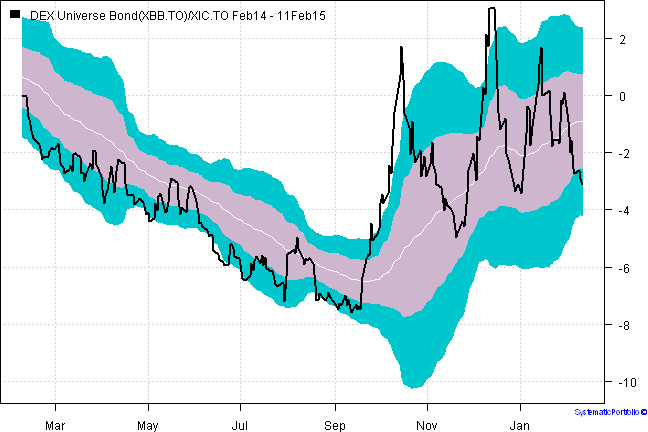 DEX Universe Bond(XBB.TO)/XIC.TO Feb14 - 11Feb15
2
0
-2
-4
-6
-8
-10
Mar May Jul Sep Nov Jan
SystematicPortfolio ©